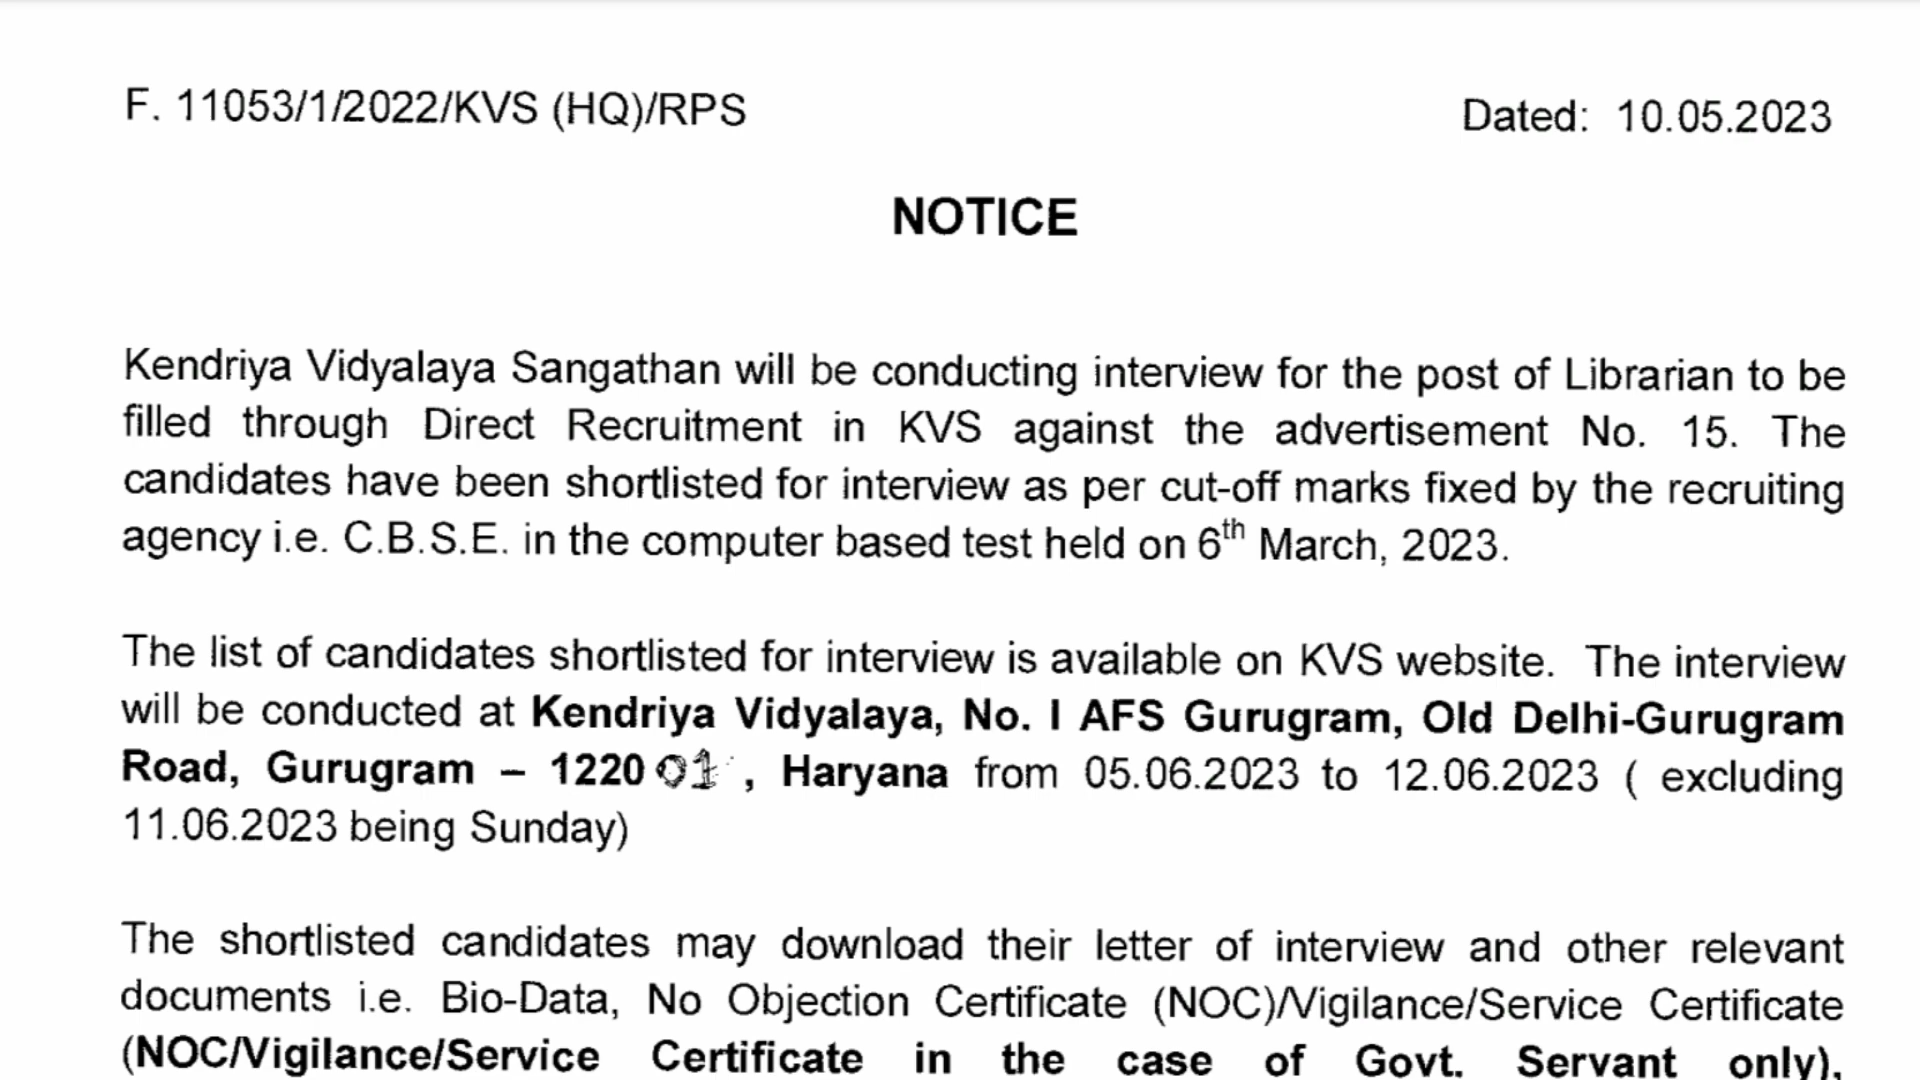 F. 11053/1/2022/KVS (HQ)/RPS
Dated: 10.05.2023
NOTICE
Kendriya Vidyalaya Sangathan will be conducting interview for the post of Librarian to be
filled through Direct Recruitment in KVS against the advertisement No. 15. The
candidates have been shortlisted for interview as per cut-off marks fixed by the recruiting
agency i.e. C.B.S.E. in the computer based test held on 6th March, 2023.
The list of candidates shortlisted for interview is available on KVS website. The interview
will be conducted at Kendriya Vidyalaya, No. I AFS Gurugram, Old Delhi-Gurugram
Road, Gurugram – 122001 , Haryana from 05.06.2023 to 12.06.2023 ( excluding
11.06.2023 being Sunday)
The shortlisted candidates may download their letter of interview and other relevant
documents i.e. Bio-Data, No Objection Certificate (NOC)/Vigilance/Service Certificate
(NOC/Vigilance/Service Certificate in the case of Govt. Servant only),